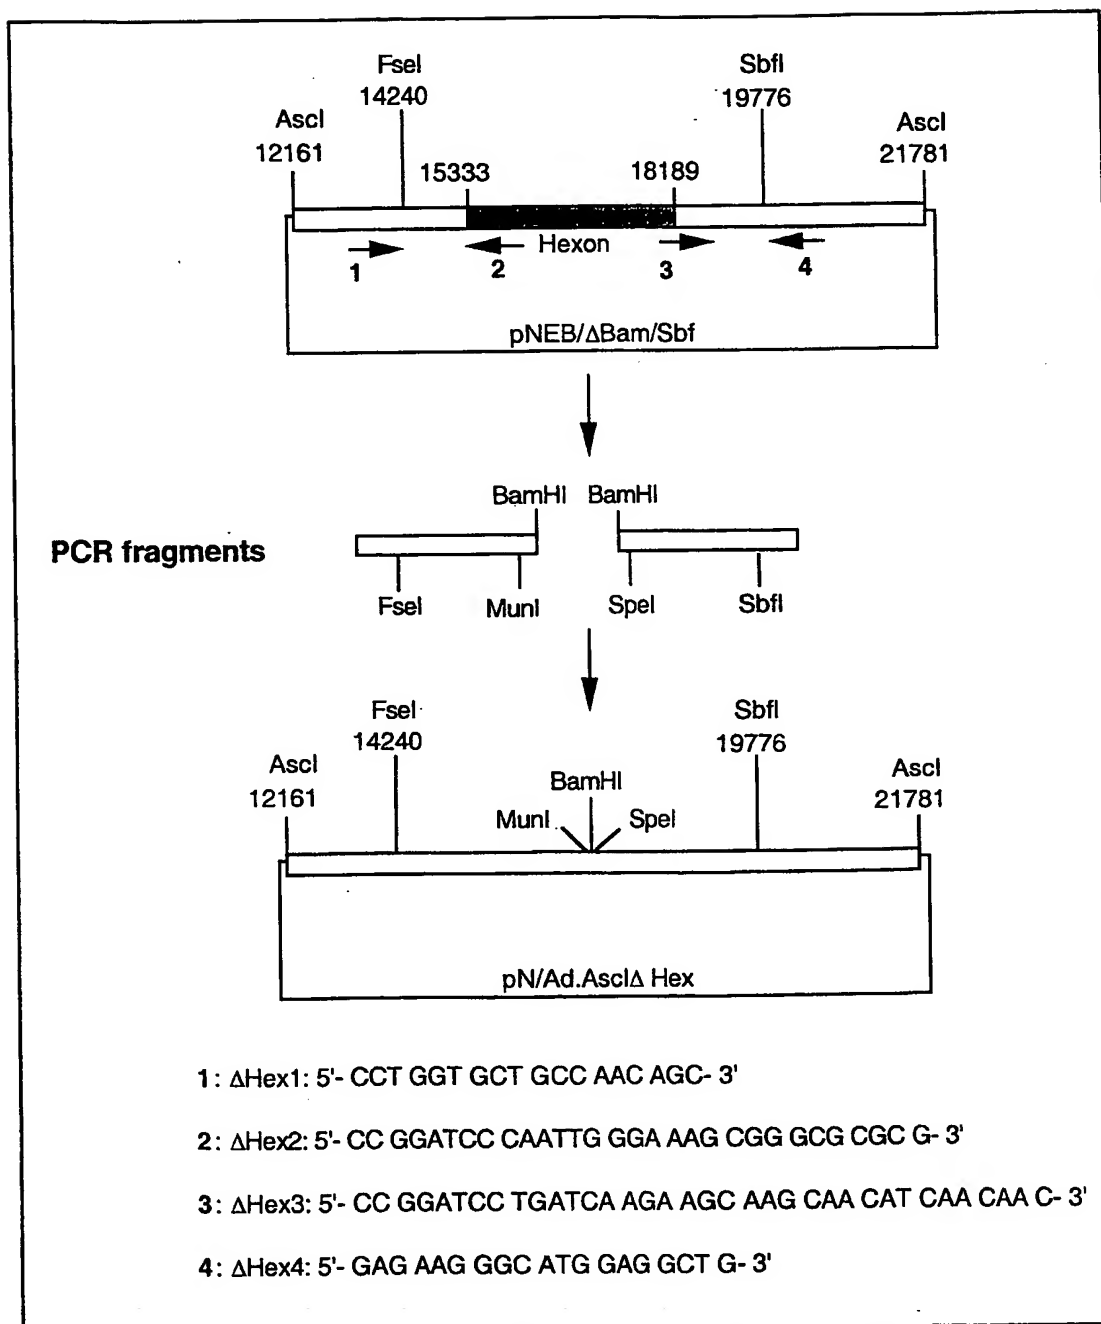 FseI
14240
SbfI
19776
AscI
12161
AscI
21781
15333
18189
Hexon
1
2
3
4
pNEB/ΔBam/Sbf
BamHI
BamHI
PCR fragments
FseI
MunI
SpeI
SbfI
FseI
14240
SbfI
19776
AscI
12161
AscI
21781
BamHI
MunI
SpeI
pN/Ad.AscIΔ Hex
1: ΔHex1: 5'- CCT GGT GCT GCC AAC AGC- 3'
2: ΔHex2: 5'- CC GGATCC CAATTG GGA AAG CGG GCG CGC G- 3'
3: ΔHex3: 5'- CC GGATCC TGATCA AGA AGC AAG CAA CAT CAA CAA C- 3'
4: ΔHex4: 5'- GAG AAG GGC ATG GAG GCT G- 3'